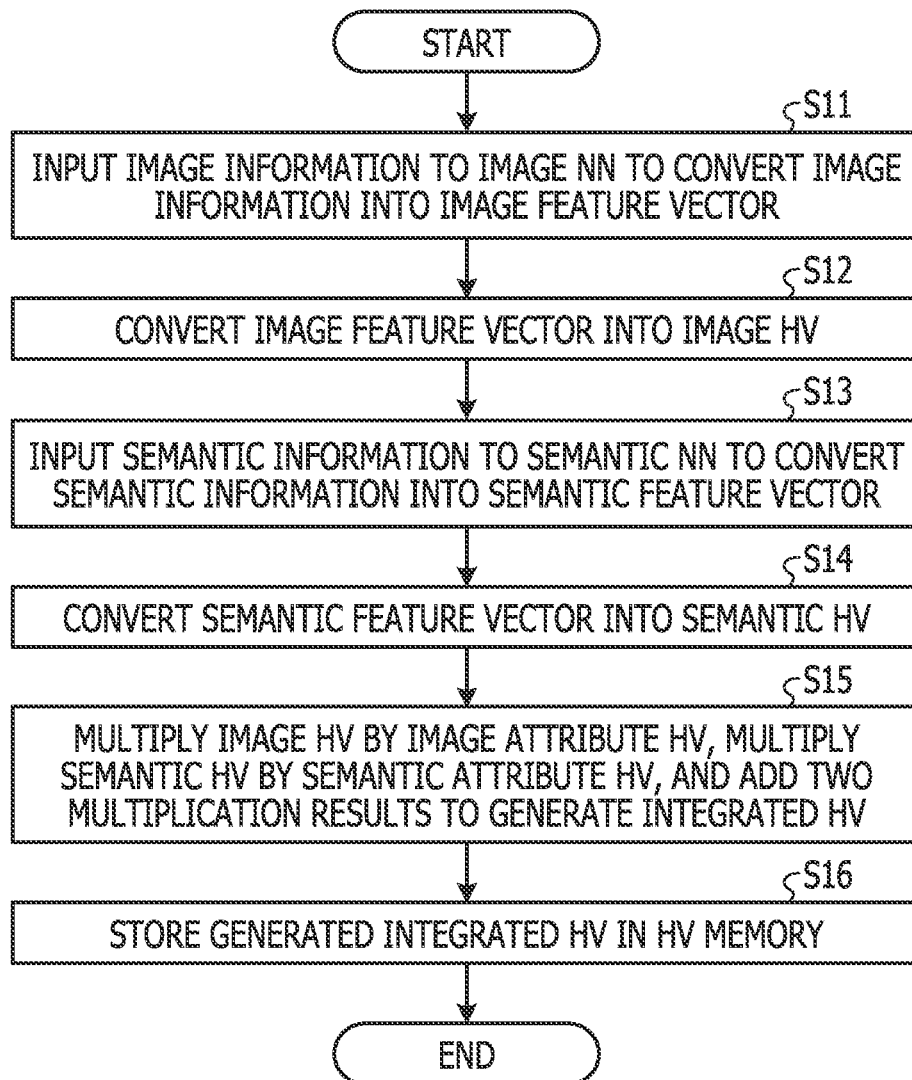 START
S11
INPUT IMAGE INFORMATION TO IMAGE NN TO CONVERT IMAGE
INFORMATION INTO IMAGE FEATURE VECTOR
S12
CONVERT IMAGE FEATURE VECTOR INTO IMAGE HV
S13
INPUT SEMANTIC INFORMATION TO SEMANTIC NN TO CONVERT
SEMANTIC INFORMATION INTO SEMANTIC FEATURE VECTOR
S14
CONVERT SEMANTIC FEATURE VECTOR INTO SEMANTIC HV
S15
MULTIPLY IMAGE HV BY IMAGE ATTRIBUTE HV, MULTIPLY
SEMANTIC HV BY SEMANTIC ATTRIBUTE HV, AND ADD TWO
MULTIPLICATION RESULTS TO GENERATE INTEGRATED HV
S16
STORE GENERATED INTEGRATED HV IN HV MEMORY
END